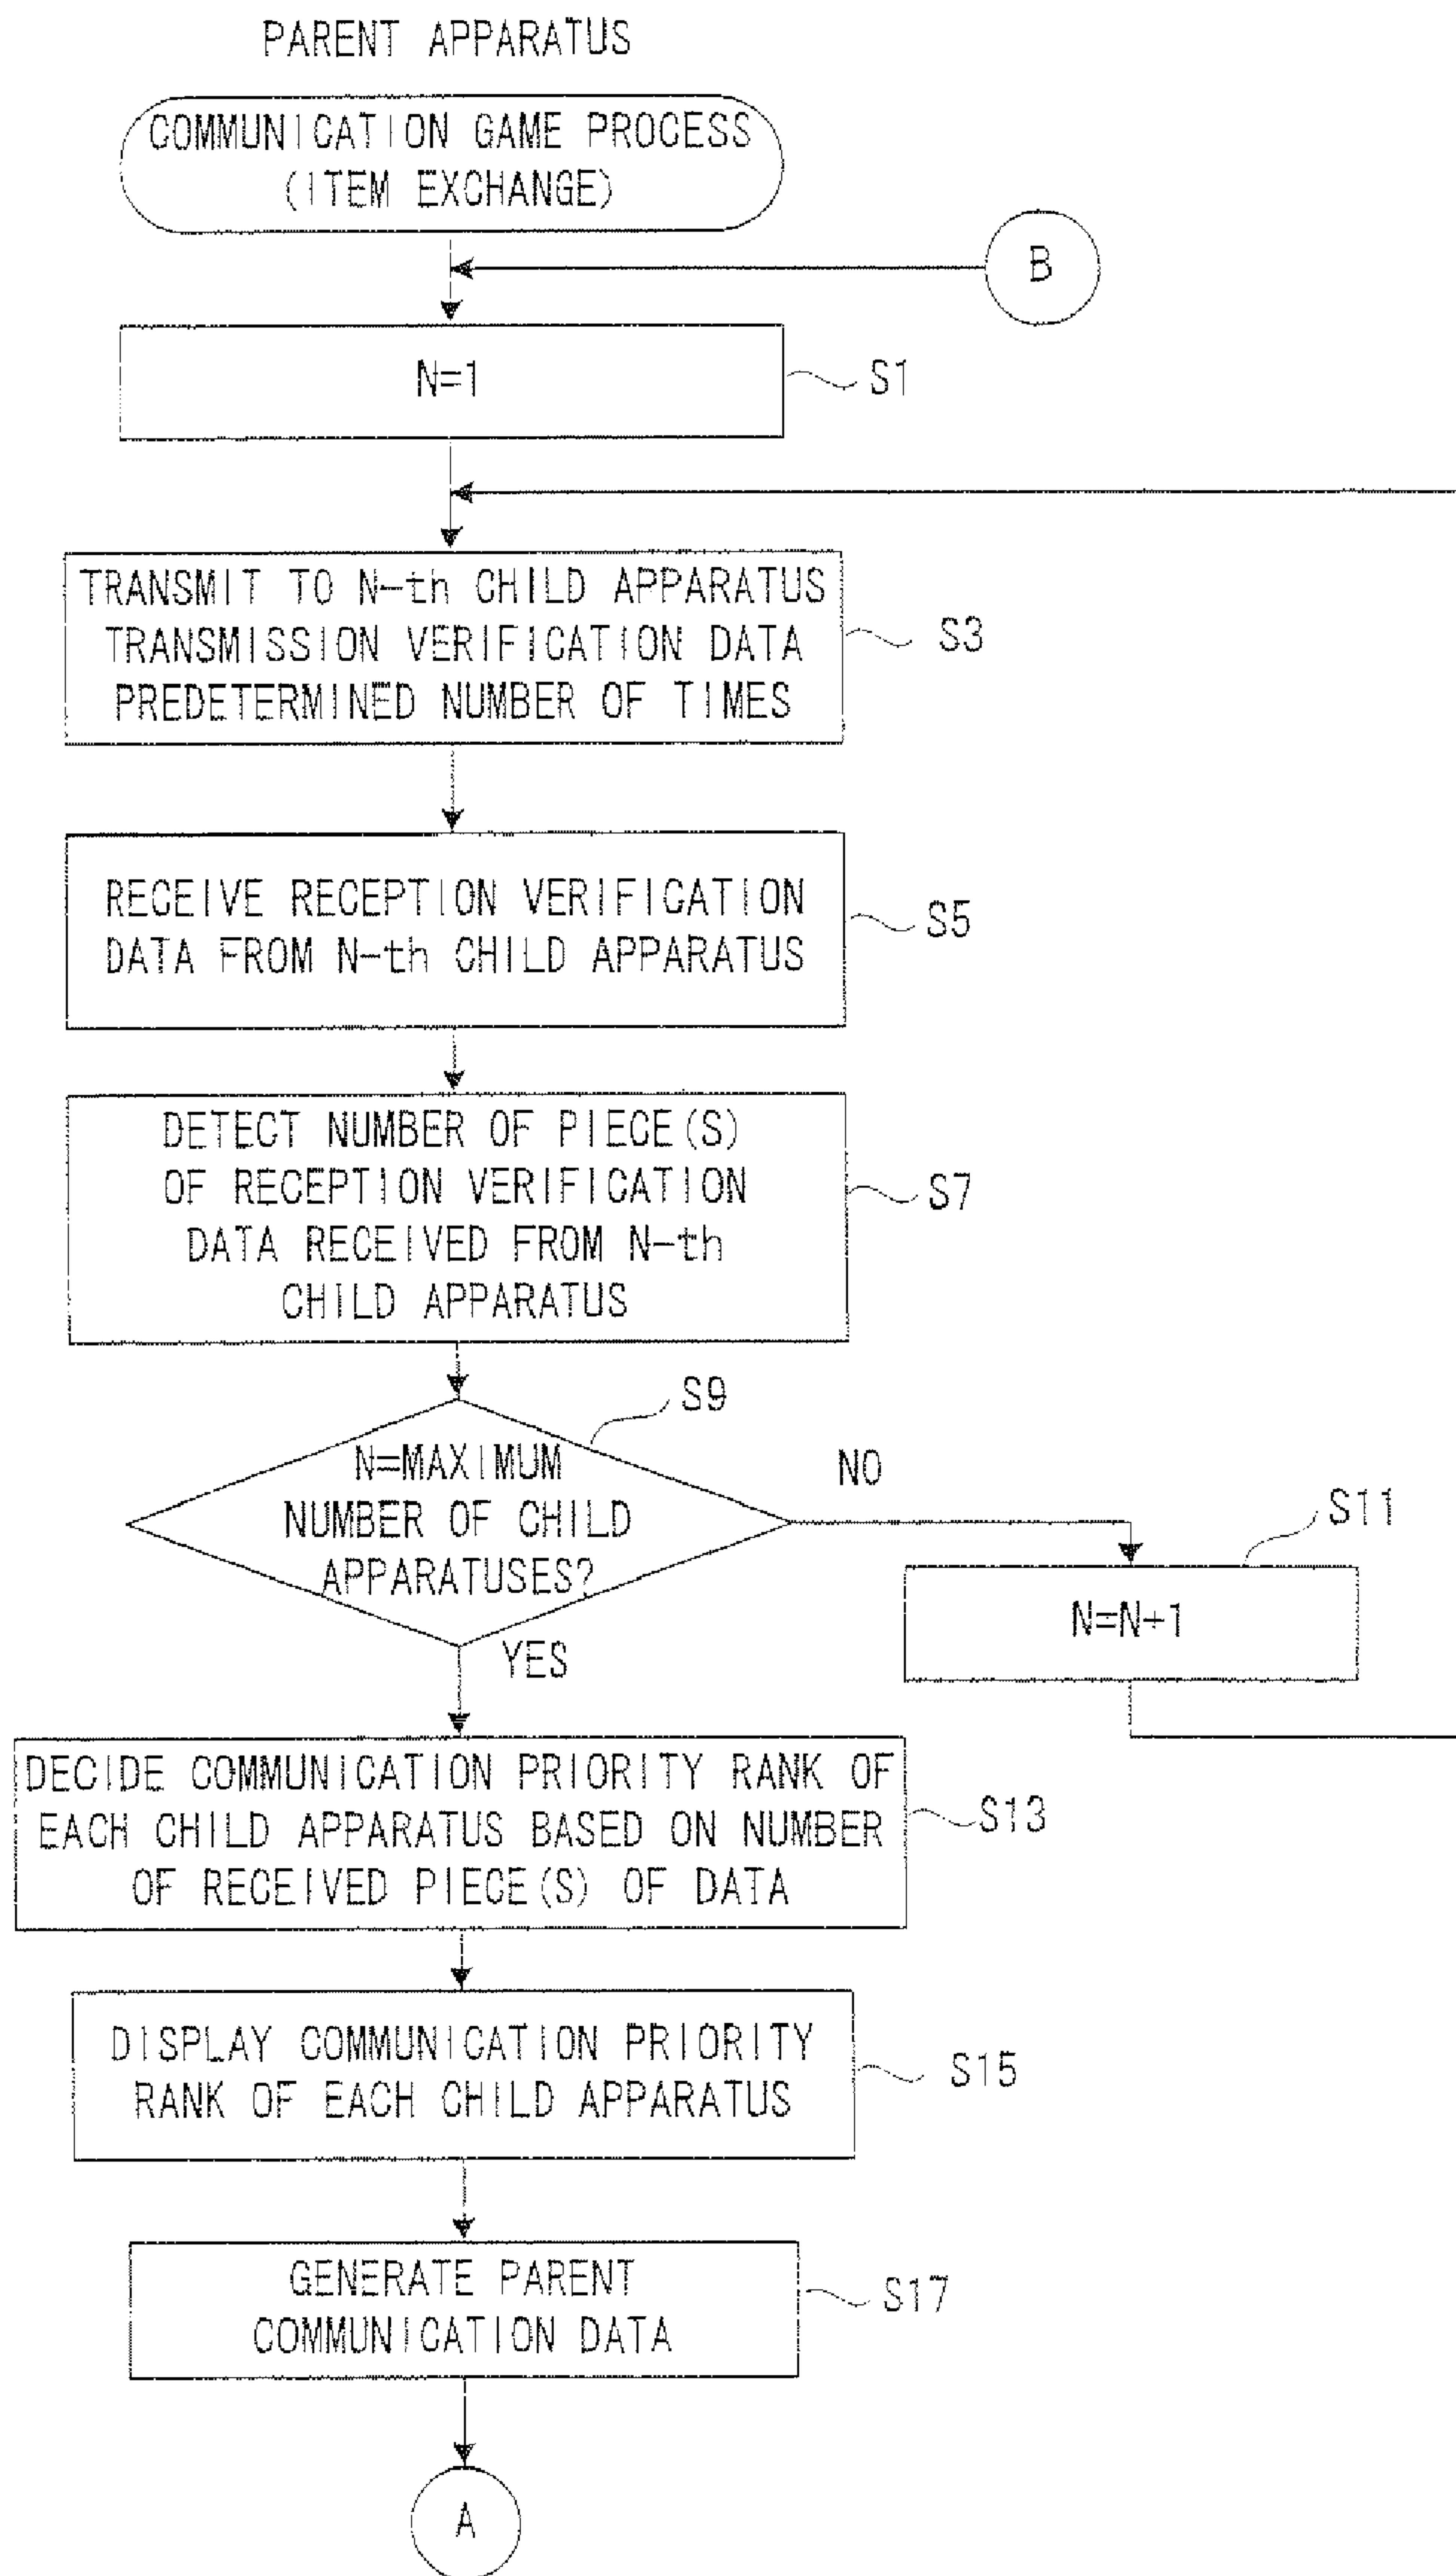 PARENT APPARATUS
COMMUNICATION GAME PROCESS
(ITEM EXCHANGE)
B
N=1
S1
TRANSMIT TO N-th CHILD APPARATUS
TRANSMISSION VERIFICATION DATA
PREDETERMINED NUMBER OF TIMES
S3
RECEIVE RECEPTION VERIFICATION
DATA FROM N-th CHILD APPARATUS
S5
DETECT NUMBER OF PIECE(S)
OF RECEPTION VERIFICATION
DATA RECEIVED FROM N-th
CHILD APPARATUS
S7
S9
N=MAXIMUM
NUMBER OF CHILD
APPARATUSES?
NO
S11
N=N+1
YES
DECIDE COMMUNICATION PRIORITY RANK OF
EACH CHILD APPARATUS BASED ON NUMBER
OF RECEIVED PIECE(S) OF DATA
S13
DISPLAY COMMUNICATION PRIORITY
RANK OF EACH CHILD APPARATUS
S15
GENERATE PARENT
COMMUNICATION DATA
S17
A